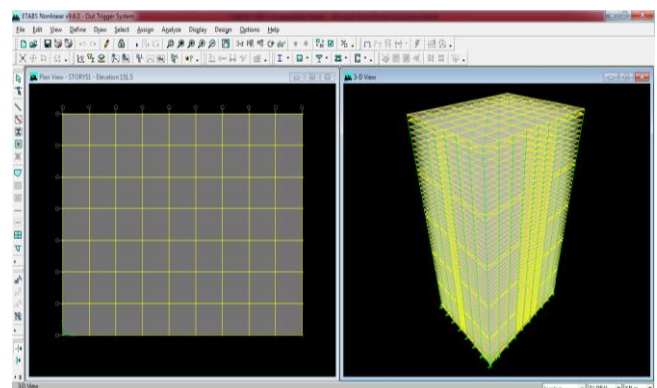 ETABS Nonlinear v9.6.0 - Out Trigger System
File Edit View Define Draw Select Assign Analyze Display Design Options Help
Plan View - STORY51 - Elevation 151.5
3-D View
3-D View
GLOBAL